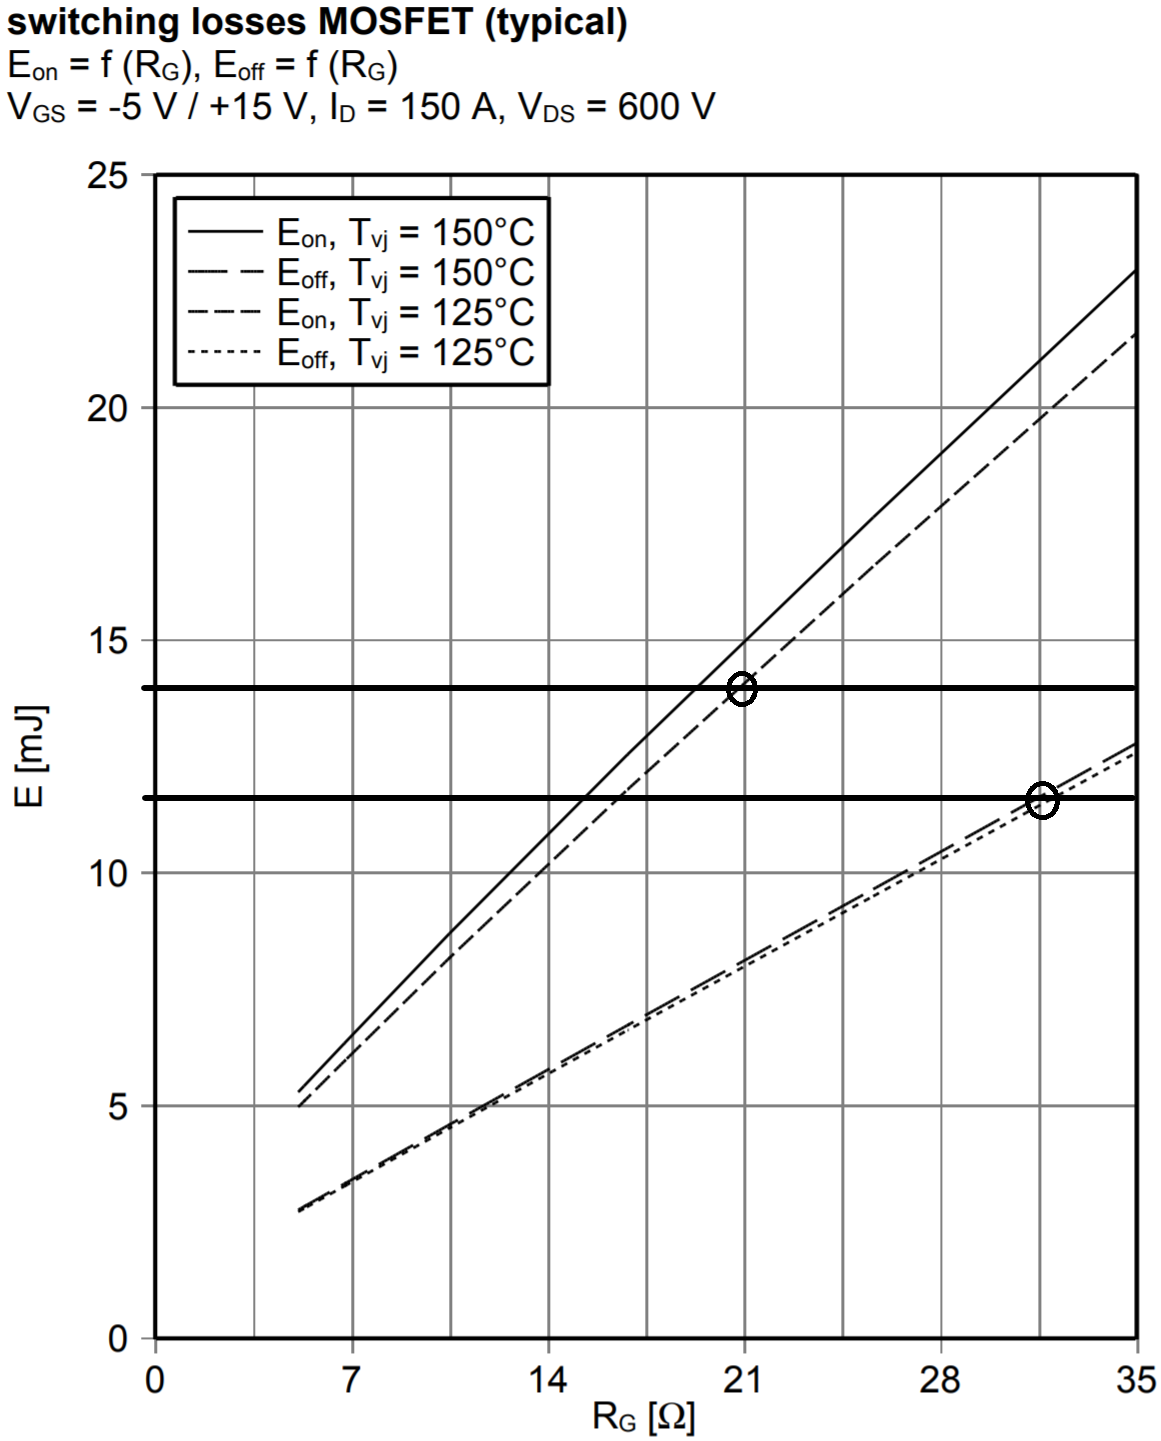 switching losses MOSFET (typical)
Eon = f (RG), Eoff = f (RG)
VGS = -5 V / +15 V, ID = 150 A, VDS = 600 V
25
Eon, Tvj = 150°C
Eoff, Tvj = 150°C
Eon, Tvj = 125°C
Eoff, Tvj = 125°C
20
15
E [mJ]
10
5
0
0 7 14 21 28 35
RG [Ω]